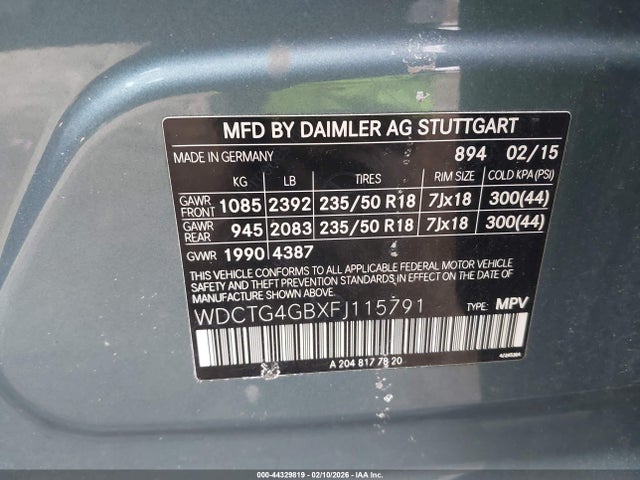 MFD BY DAIMLER AG STUTTGART
MADE IN GERMANY 894 02/15
KG LB TIRES RIM SIZE COLD KPA(PSI)
GAWR FRONT 1085 2392 235/50 R18 7Jx18 300(44)
GAWR REAR 945 2083 235/50 R18 7Jx18 300(44)
GVWR 1990 4387
THIS VEHICLE CONFORMS TO ALL APPLICABLE FEDERAL MOTOR VEHICLE
SAFETY, BUMPER, AND THEFT PREVENTION STANDARDS IN
EFFECT ON THE DATE OF MANUFACTURE SHOWN ABOVE.
WDCTG4GBXFJ115791 TYPE: MPV
A 204 817 78 20
000-44329819 - 02/10/2026 - IAA Inc.